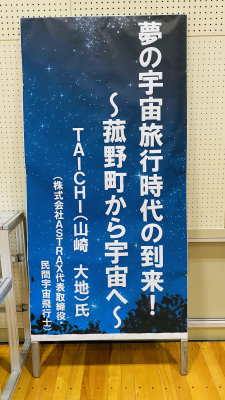 夢の宇宙旅行時代の到来!
〜菰野町から宇宙へ〜
TAICHI(山崎 大地)氏
(株式会社ASTRAX代表取締役
民間宇宙飛行士)